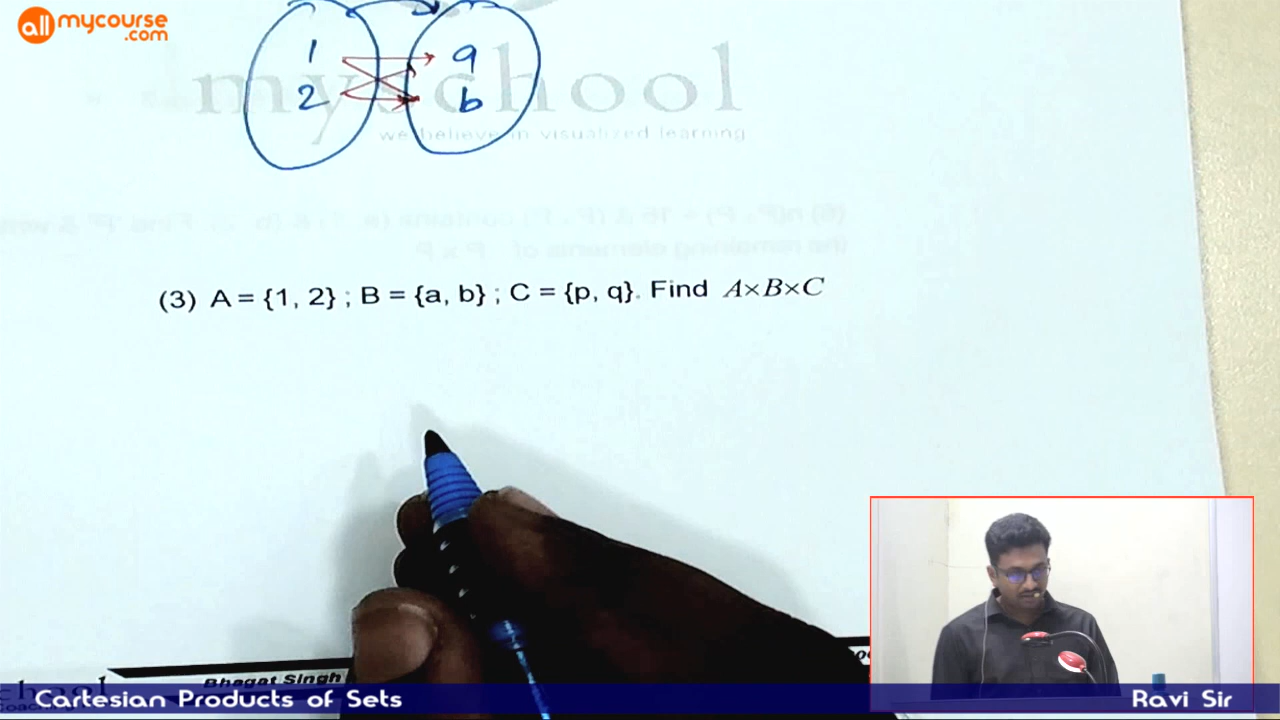 allmycourse
.com
1 a
2 b
myschool
we believe in visualized learning
(3) A = {1, 2} ; B = {a, b} ; C = {p, q}. Find A×B×C
Bhagat Singh
Cartesian Products of Sets
Ravi Sir